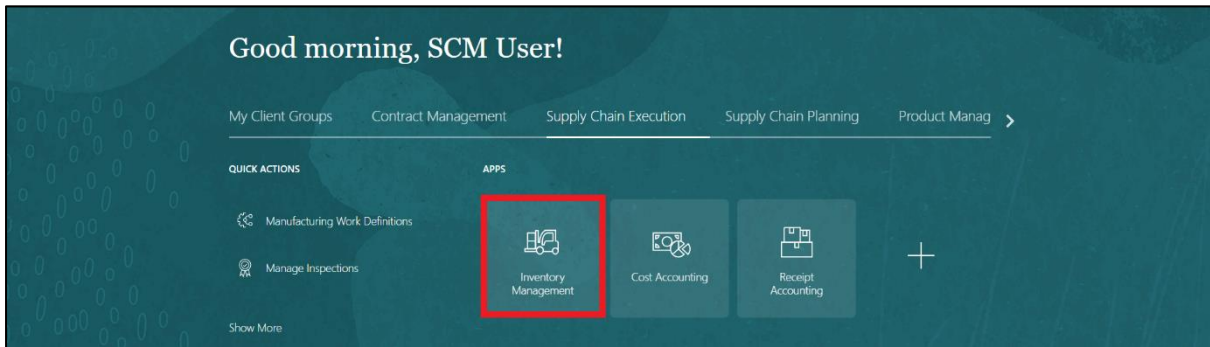 Good morning, SCM User!
My Client Groups Contract Management Supply Chain Execution Supply Chain Planning Product Manag
QUICK ACTIONS
APPS
Manufacturing Work Definitions
Manage Inspections
Show More
Inventory
Management
Cost Accounting
Receipt
Accounting